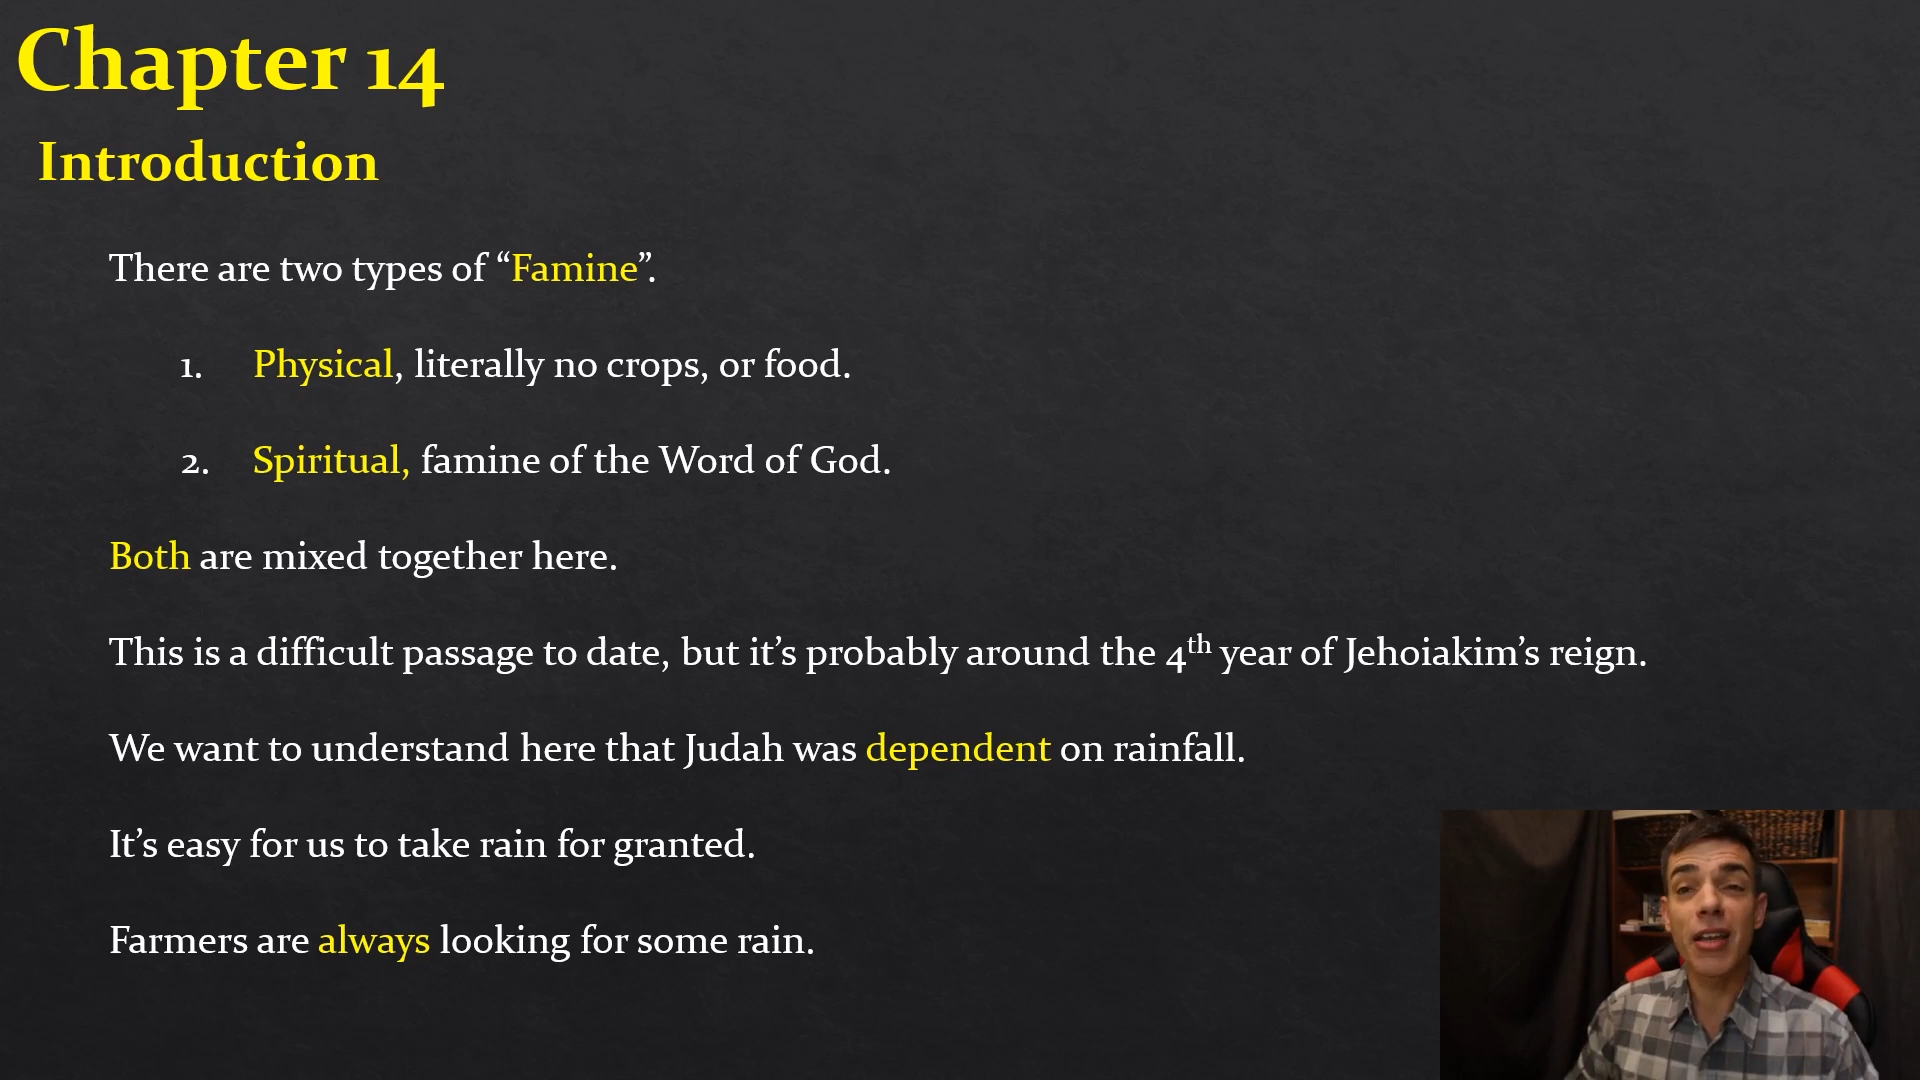 Chapter 14
Introduction
There are two types of “Famine”.
1. Physical, literally no crops, or food.
2. Spiritual, famine of the Word of God.
Both are mixed together here.
This is a difficult passage to date, but it’s probably around the 4th year of Jehoiakim’s reign.
We want to understand here that Judah was dependent on rainfall.
It’s easy for us to take rain for granted.
Farmers are always looking for some rain.